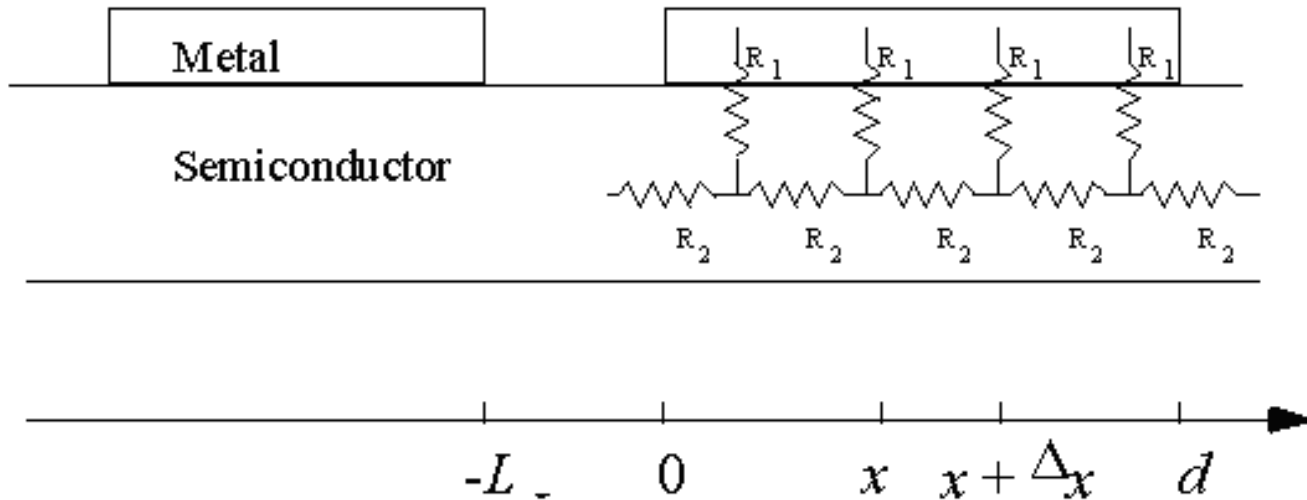 Metal
R1 R1 R1 R1
Semiconductor
R2 R2 R2 R2 R2
-L 0 x x + Δx d